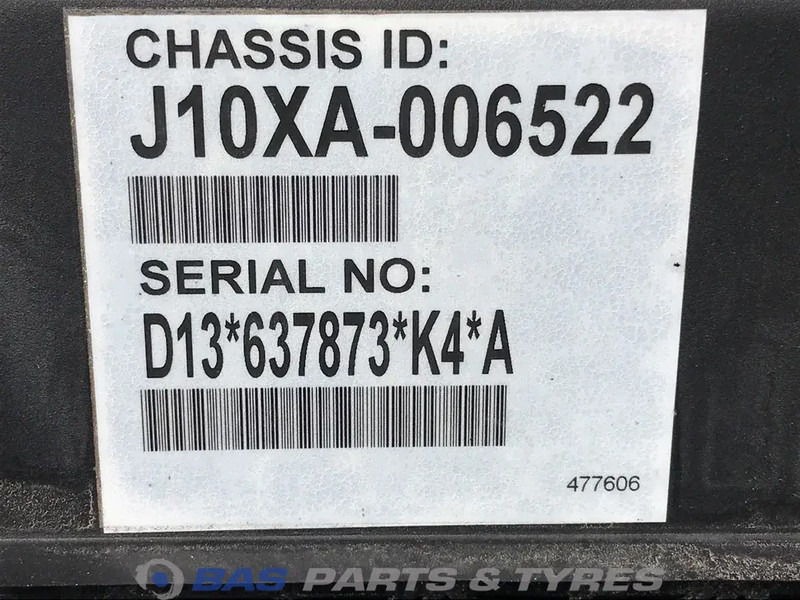 CHASSIS ID:
J10XA-006522
SERIAL NO:
D13*637873*K4*A
477606
BAS PARTS & TYRES